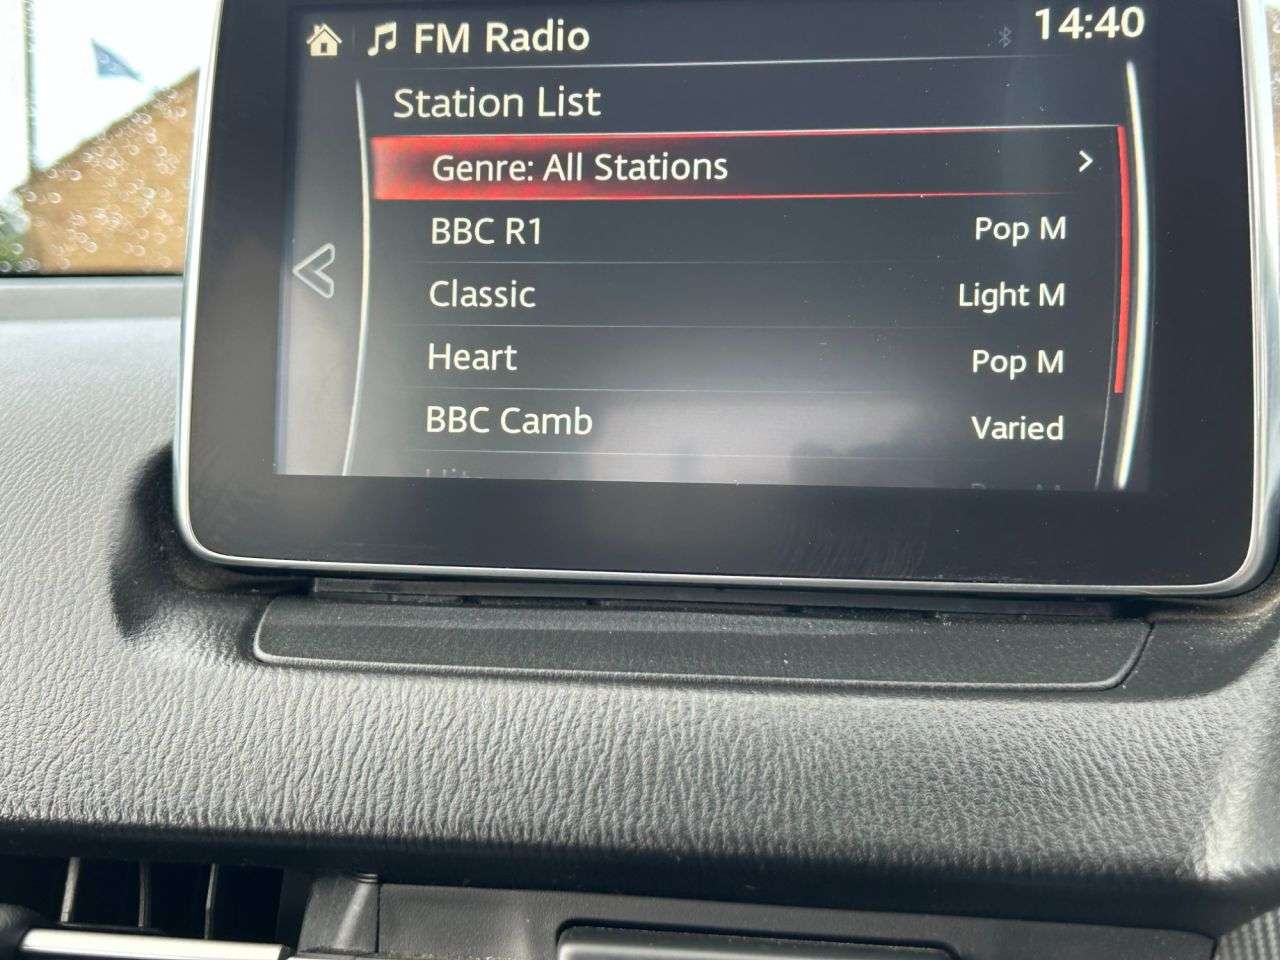 FM Radio 14:40
Station List
Genre: All Stations
BBC R1 Pop M
Classic Light M
Heart Pop M
BBC Camb Varied